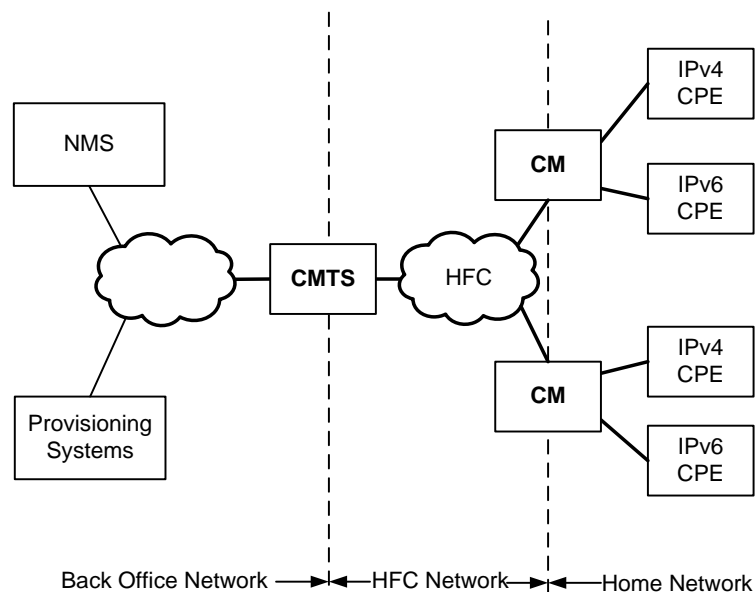 NMS
Provisioning
Systems
CMTS
HFC
CM
IPv4
CPE
IPv6
CPE
CM
IPv4
CPE
IPv6
CPE
Back Office Network
HFC Network
Home Network